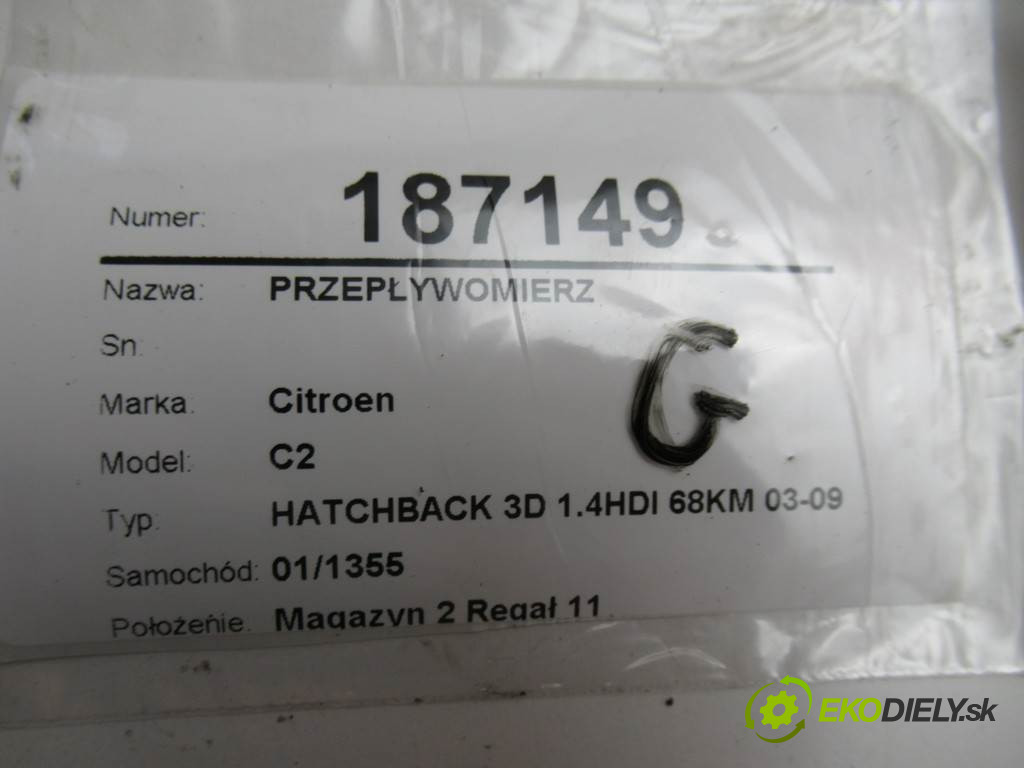 Numer: 187149
Nazwa: PRZEPŁYWOMIERZ
Sn:
Marka: Citroen
G
Model: C2
Typ: HATCHBACK 3D 1.4HDI 68KM 03-09
Samochód: 01/1355
Położenie: Magazyn 2 Regał 11
EKODIELY.sk